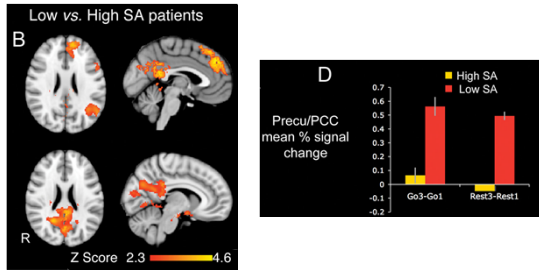 Low vs. High SA patients
B
R
Z Score 2.3 4.6
D
High SA
Low SA
Precu/PCC
mean % signal
change
0.7
0.6
0.5
0.4
0.3
0.2
0.1
0
-0.1
-0.2
Go3-Go1 Rest3-Rest1